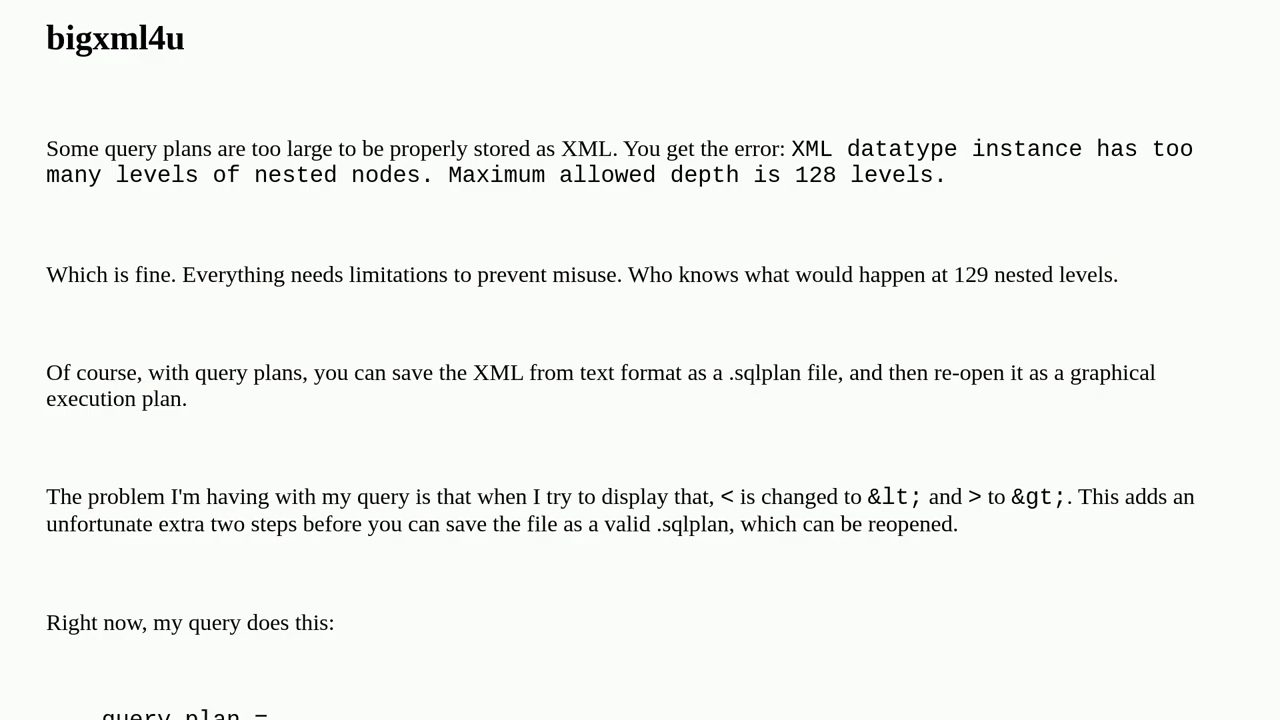 bigxml4u
Some query plans are too large to be properly stored as XML. You get the error: XML datatype instance has too
many levels of nested nodes. Maximum allowed depth is 128 levels.
Which is fine. Everything needs limitations to prevent misuse. Who knows what would happen at 129 nested levels.
Of course, with query plans, you can save the XML from text format as a .sqlplan file, and then re-open it as a graphical
execution plan.
The problem I'm having with my query is that when I try to display that, < is changed to &lt; and > to &gt;. This adds an
unfortunate extra two steps before you can save the file as a valid .sqlplan, which can be reopened.
Right now, my query does this:
query_plan =